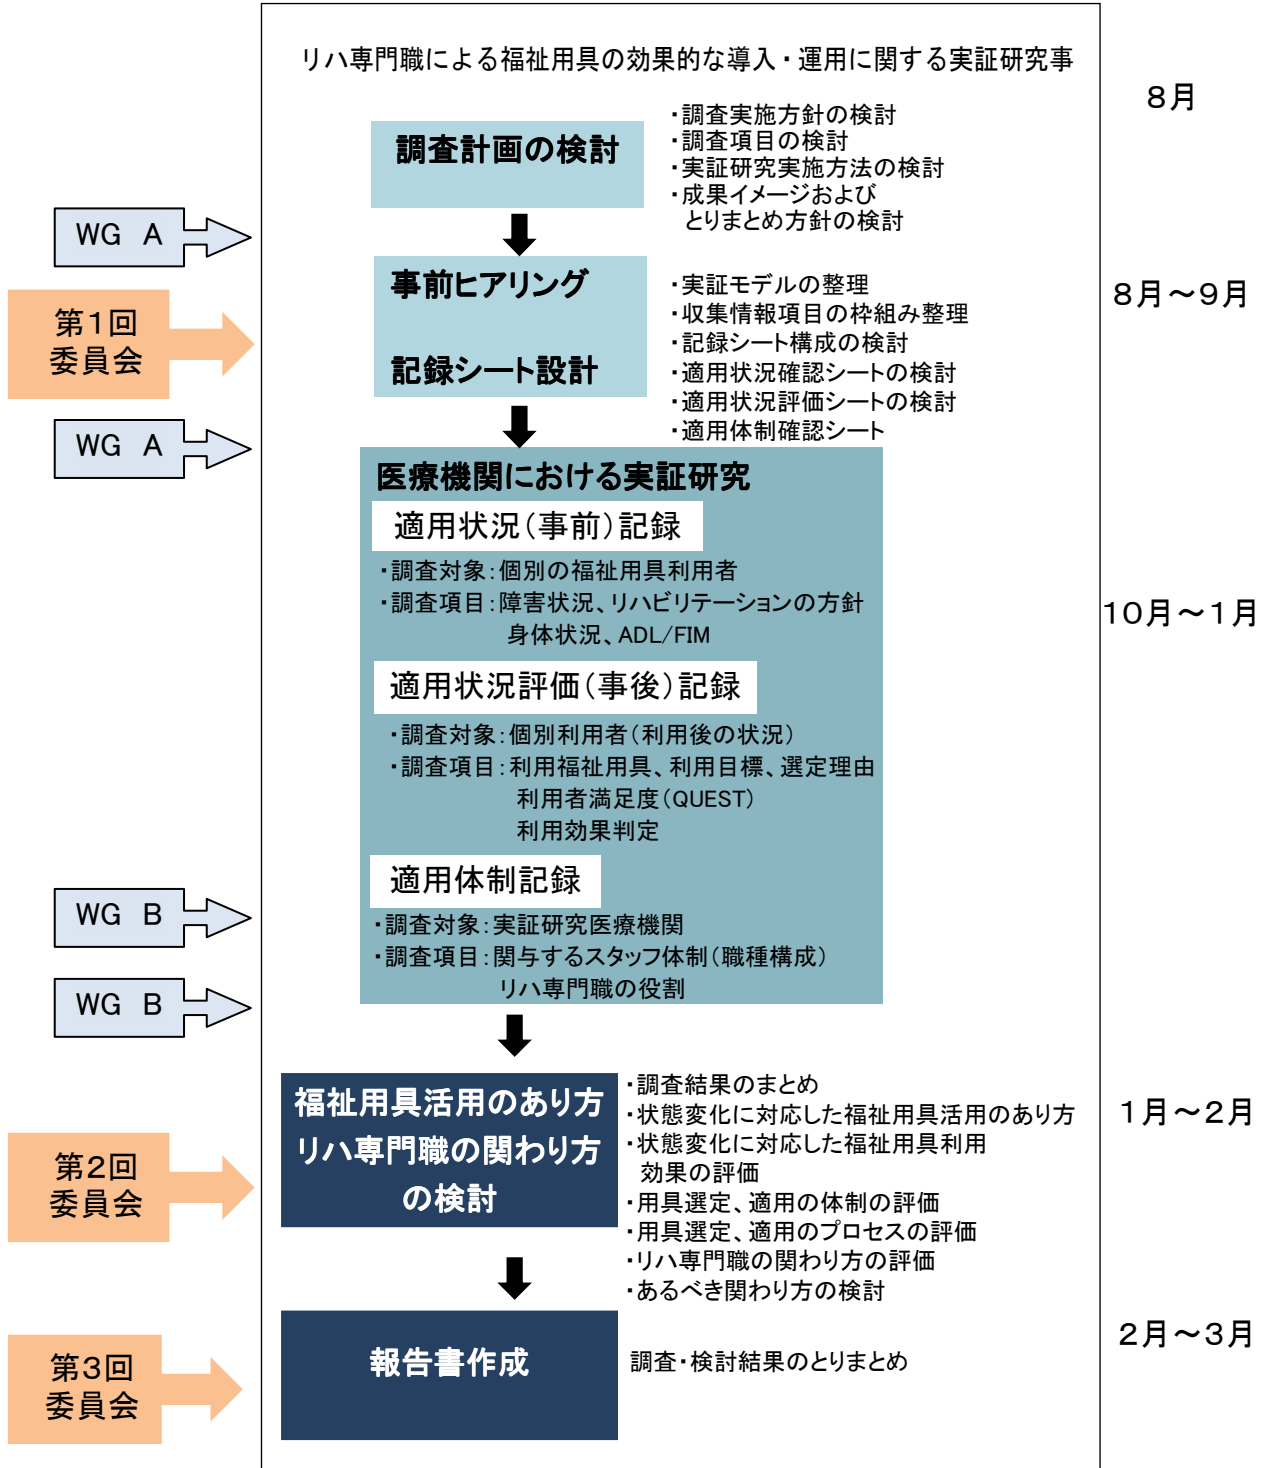 リハ専門職による福祉用具の効果的な導入・運用に関する実証研究事
8月
調査計画の検討
・調査実施方針の検討
・調査項目の検討
・実証研究実施方法の検討
・成果イメージおよび
とりまとめ方針の検討
WG A
事前ヒアリング
記録シート設計
・実証モデルの整理
・収集情報項目の枠組み整理
・記録シート構成の検討
・適用状況確認シートの検討
・適用状況評価シートの検討
・適用体制確認シート
8月～9月
第1回
委員会
WG A
医療機関における実証研究
適用状況(事前)記録
・調査対象:個別の福祉用具利用者
・調査項目:障害状況、リハビリテーションの方針
身体状況、ADL/FIM
10月～1月
適用状況評価(事後)記録
・調査対象:個別利用者(利用後の状況)
・調査項目:利用福祉用具、利用目標、選定理由
利用者満足度(QUEST)
利用効果判定
適用体制記録
・調査対象:実証研究医療機関
・調査項目:関与するスタッフ体制(職種構成)
リハ専門職の役割
WG B
WG B
福祉用具活用のあり方
リハ専門職の関わり方
の検討
・調査結果のまとめ
・状態変化に対応した福祉用具活用のあり方
・状態変化に対応した福祉用具利用
効果の評価
・用具選定、適用の体制の評価
・用具選定、適用のプロセスの評価
・リハ専門職の関わり方の評価
・あるべき関わり方の検討
1月～2月
第2回
委員会
報告書作成
調査・検討結果のとりまとめ
2月～3月
第3回
委員会